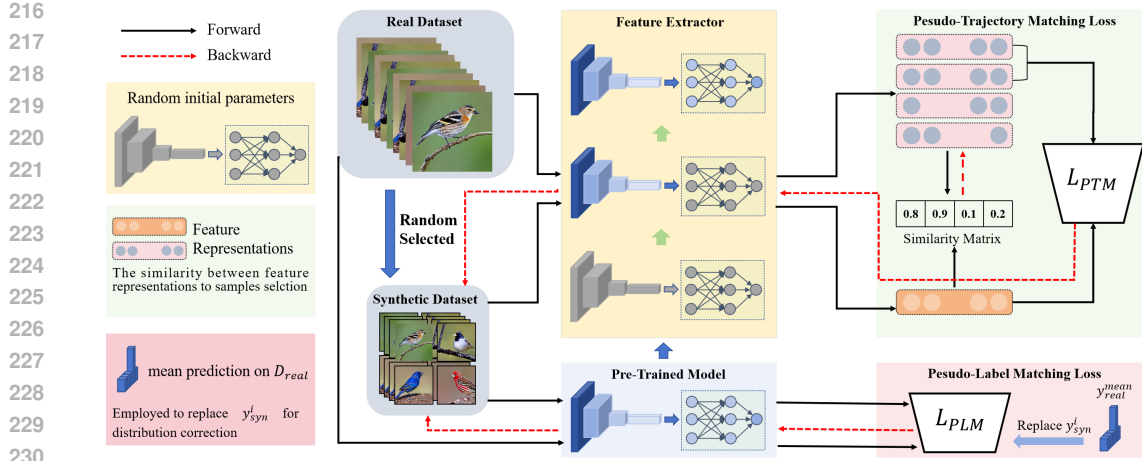 216
217
218
219
220
221
222
223
224
225
226
227
228
229
230
Forward
Backward
Random initial parameters
Feature
Representations
The similarity between feature
representations to samples selction
mean prediction on D_real
Employed to replace y^i_syn for
distribution correction
Real Dataset
Random
Selected
Synthetic Dataset
Feature Extractor
Pre-Trained Model
Pesudo-Trajectory Matching Loss
L_PTM
0.8 0.9 0.1 0.2
Similarity Matrix
Pesudo-Label Matching Loss
L_PLM
y^mean_real
Replace y^i_syn